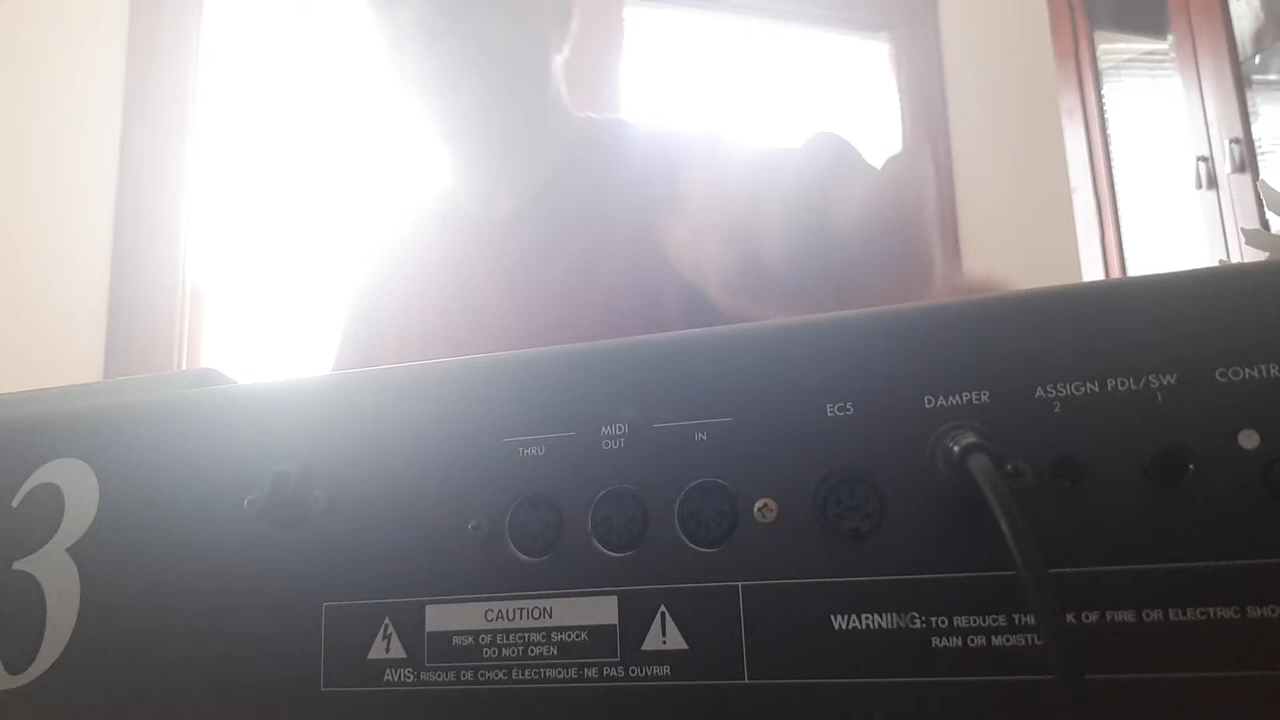 MIDI
THRU OUT IN
EC5
DAMPER
ASSIGN PDL/SW
2 1
CONTR
3
CAUTION
RISK OF ELECTRIC SHOCK
DO NOT OPEN
AVIS: RISQUE DE CHOC ÉLECTRIQUE-NE PAS OUVRIR
WARNING: TO REDUCE THE K OF FIRE OR ELECTRIC SHO
RAIN OR MOISTU